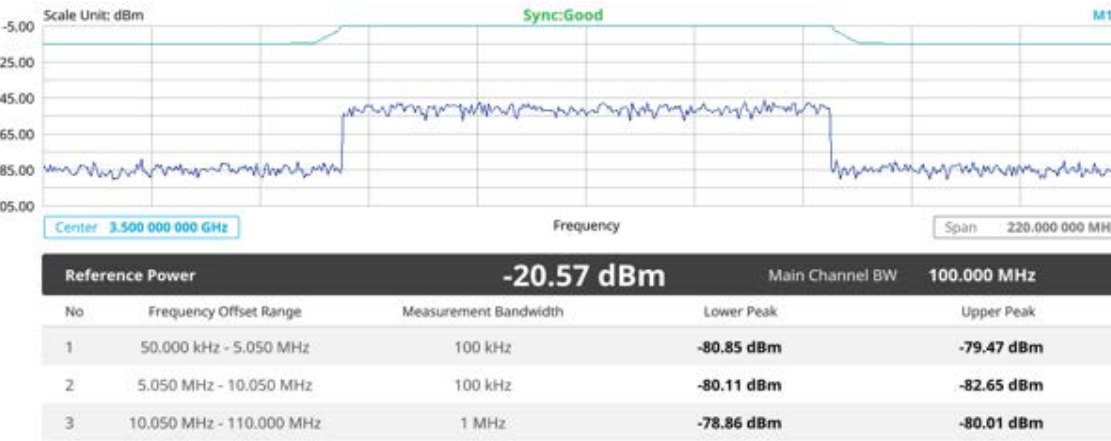 Scale Unit: dBm Sync:Good M1
-5.00
25.00
45.00
65.00
85.00
05.00
Center 3.500 000 000 GHz Frequency Span 220.000 000 MH
Reference Power -20.57 dBm Main Channel BW 100.000 MHz
No Frequency Offset Range Measurement Bandwidth Lower Peak Upper Peak
1 50.000 kHz - 5.050 MHz 100 kHz -80.85 dBm -79.47 dBm
2 5.050 MHz - 10.050 MHz 100 kHz -80.11 dBm -82.65 dBm
3 10.050 MHz - 110.000 MHz 1 MHz -78.86 dBm -80.01 dBm